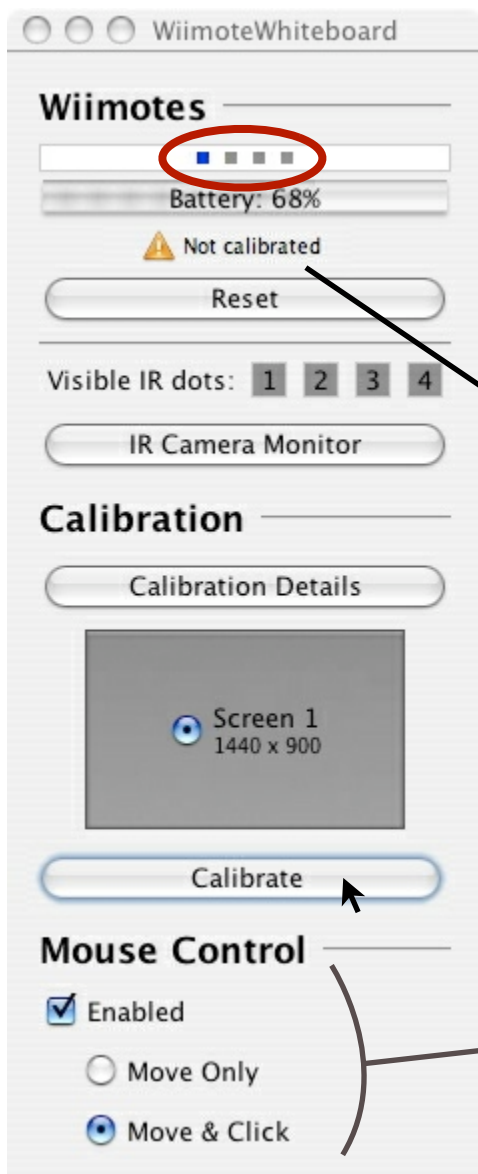 WiimoteWhiteboard
Wiimotes
Battery: 68%
Not calibrated
Reset
Visible IR dots: 1 2 3 4
IR Camera Monitor
Calibration
Calibration Details
Screen 1
1440 x 900
Calibrate
Mouse Control
Enabled
Move Only
Move & Click